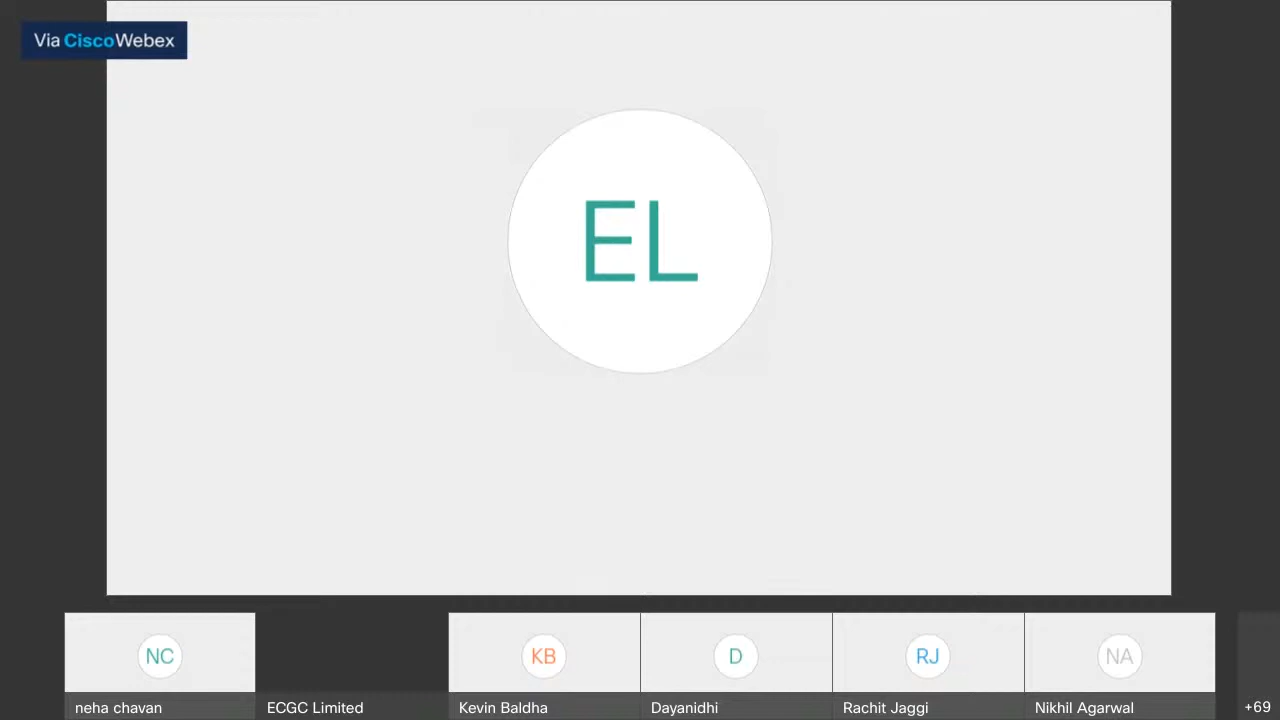 Via CiscoWebex
EL
NC
KB
D
RJ
NA
neha chavan
ECGC Limited
Kevin Baldha
Dayanidhi
Rachit Jaggi
Nikhil Agarwal
+69